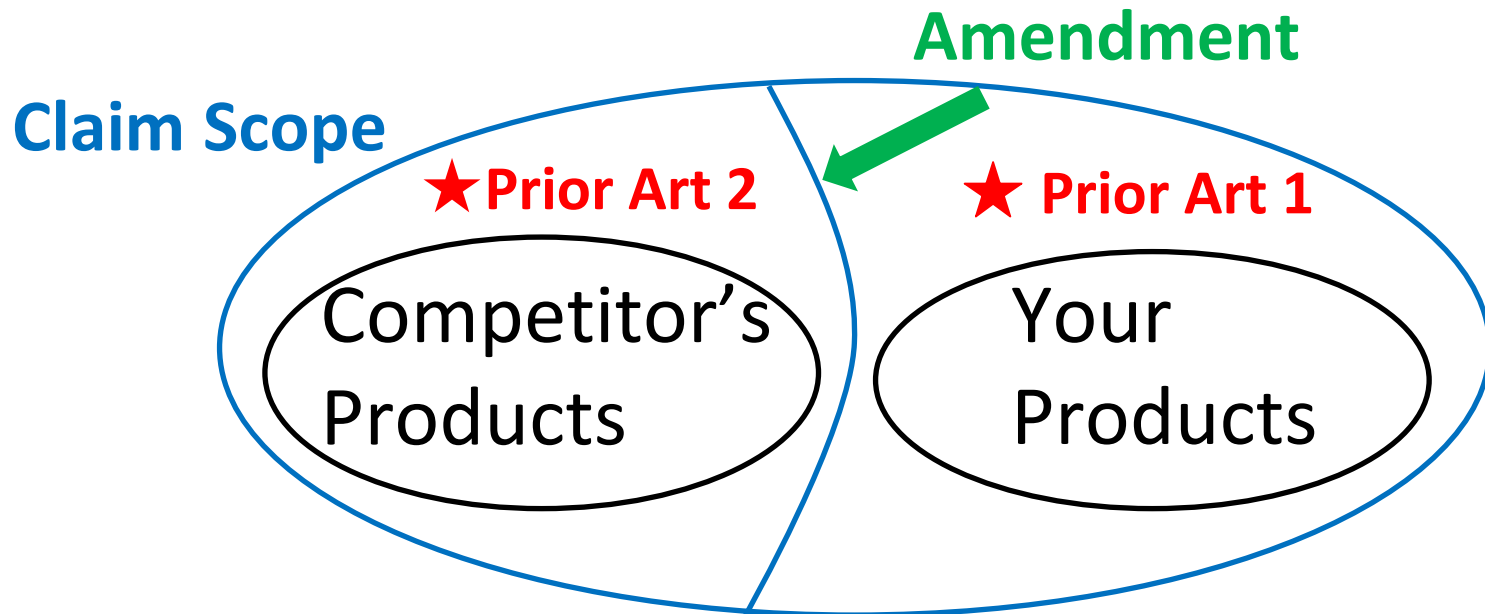 Amendment
Claim Scope
★Prior Art 2
★ Prior Art 1
Competitor’s
Products
Your
Products